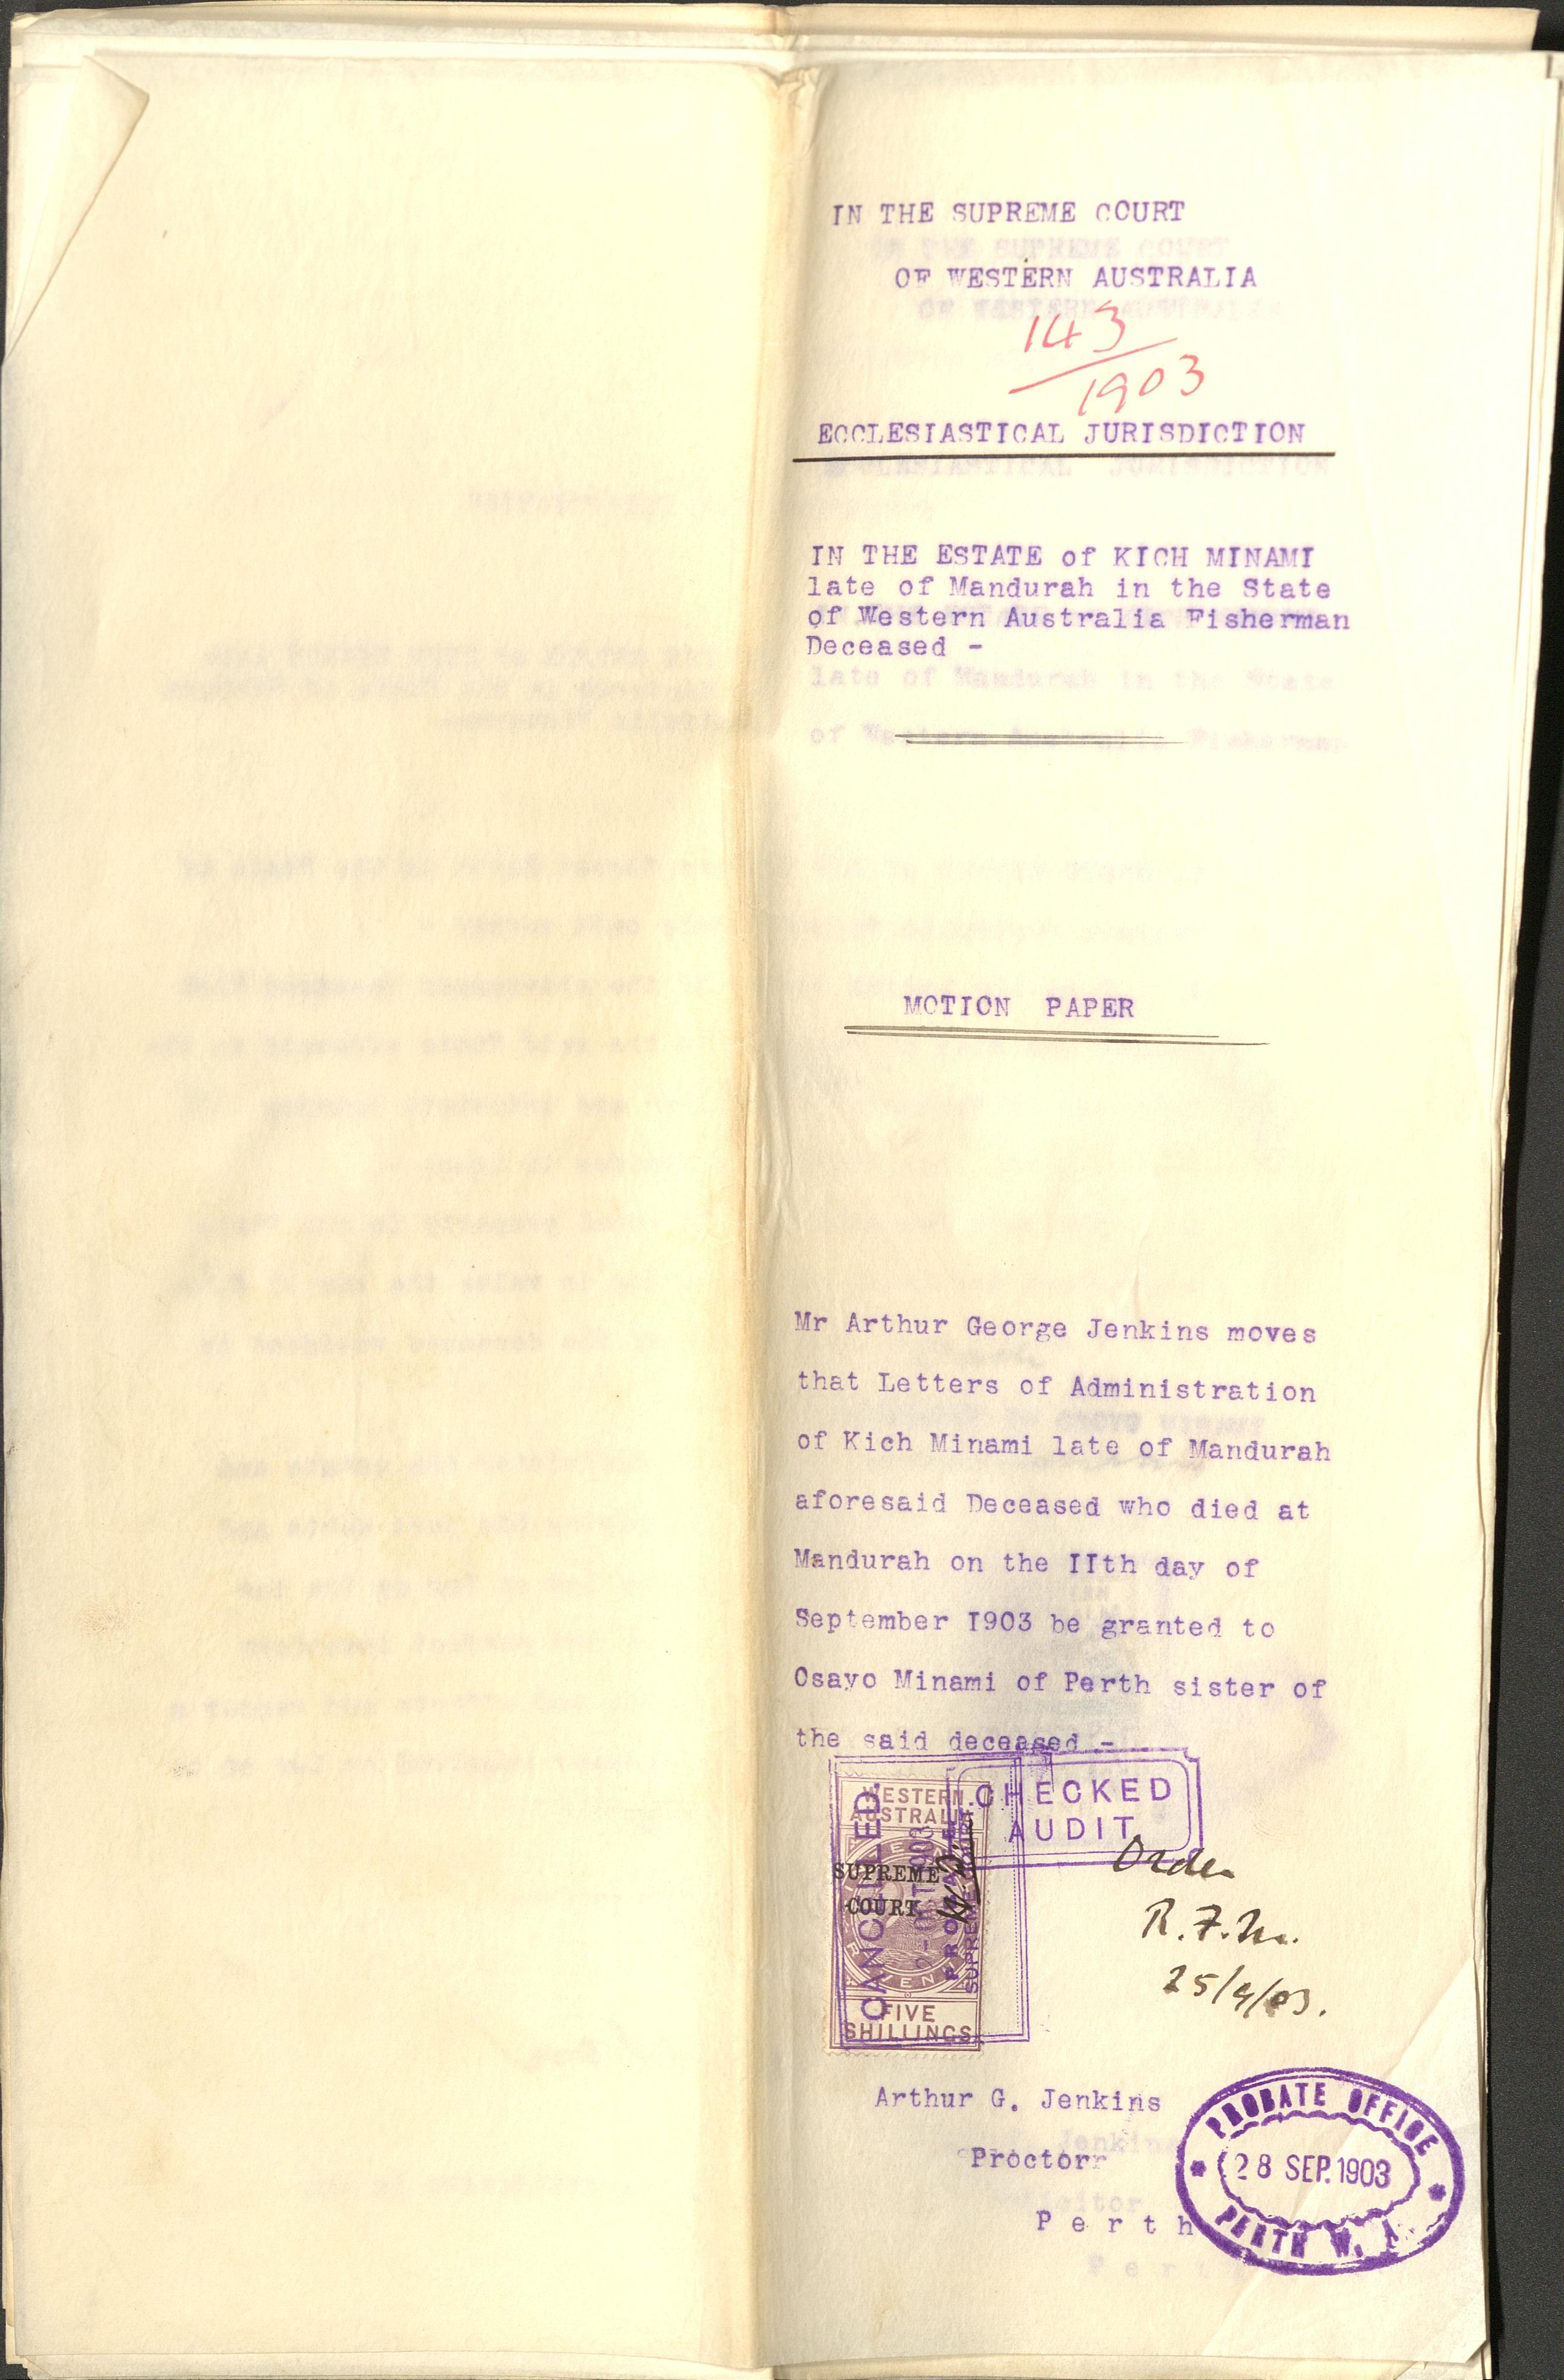 IN THE SUPREME COURT
OF WESTERN AUSTRALIA
143
1903
ECCLESIASTICAL JURISDICTION
IN THE ESTATE of KICH MINAMI
late of Mandurah in the State
of Western Australia Fisherman
Deceased -
MOTION PAPER
Mr Arthur George Jenkins moves
that Letters of Administration
of Kich Minami late of Mandurah
aforesaid Deceased who died at
Mandurah on the IIth day of
September I903 be granted to
Osayo Minami of Perth sister of
the said deceased -
CHECKED
AUDIT
WESTERN
AUSTRALIA
SUPREME
COURT.
FIVE
SHILLINGS
CANCELLED.
SUPREME COURT
Order
R.F.M.
25/9/03.
Arthur G. Jenkins
Proctor
Perth
PROBATE OFFICE
28 SEP. 1903
PERTH W. A.